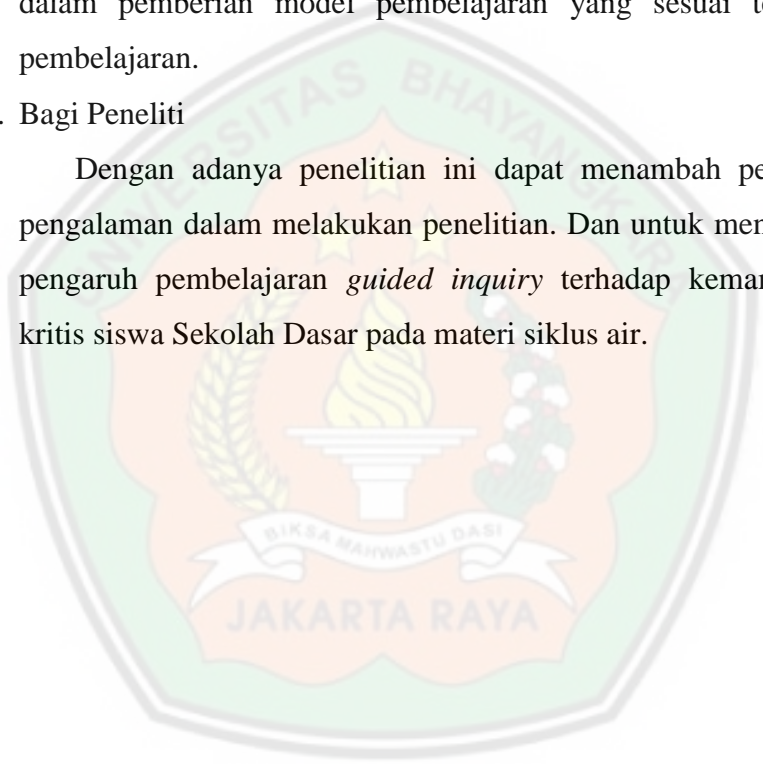 dalam pemberian model pembelajaran yang sesuai
pembelajaran.
. Bagi Peneliti
Dengan adanya penelitian ini dapat menambah
pengalaman dalam melakukan penelitian. Dan untuk
pengaruh pembelajaran guided inquiry terhadap
kritis siswa Sekolah Dasar pada materi siklus air.
UNIVERSITAS BHAYANGKARA
BIKSA MAHWASTU DASI
JAKARTA RAYA